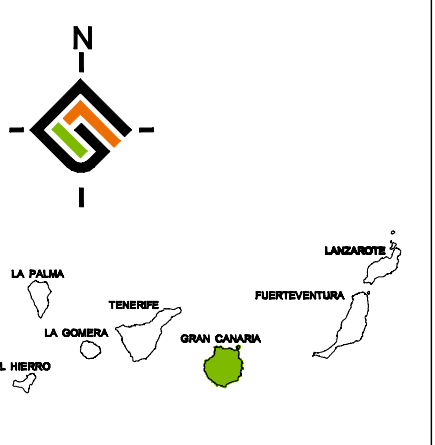 N
LANZAROTE
LA PALMA
FUERTEVENTURA
TENERIFE
LA GOMERA
GRAN CANARIA
L HIERRO